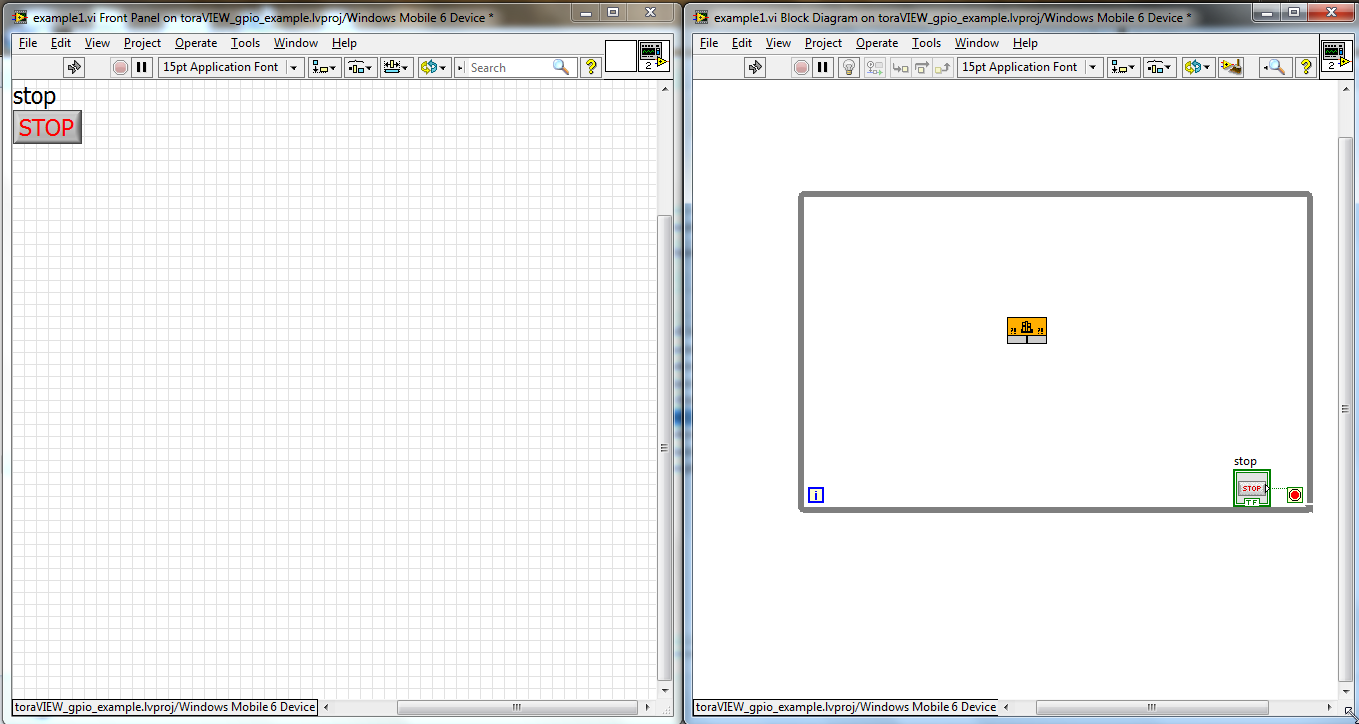 example1.vi Front Panel on toraVIEW_gpio_example.lvproj/Windows Mobile 6 Device *
File Edit View Project Operate Tools Window Help
15pt Application Font
Search
?
2
stop
STOP
toraVIEW_gpio_example.lvproj/Windows Mobile 6 Device
example1.vi Block Diagram on toraVIEW_gpio_example.lvproj/Windows Mobile 6 Device *
File Edit View Project Operate Tools Window Help
15pt Application Font
?
2
?! ?!
stop
STOP
TF
i
toraVIEW_gpio_example.lvproj/Windows Mobile 6 Device